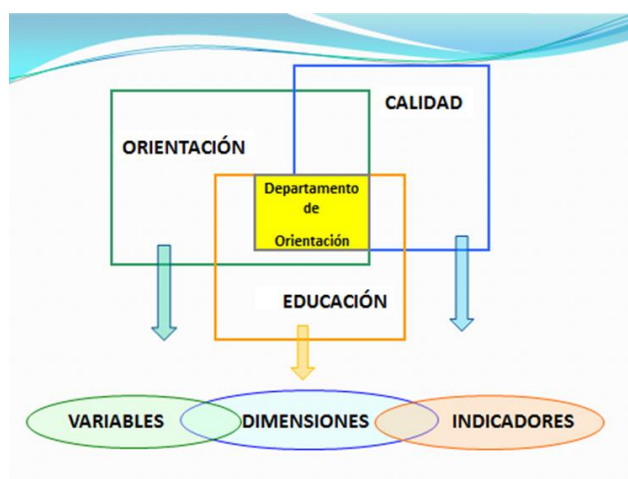 CALIDAD
ORIENTACIÓN
Departamento
de
Orientación
EDUCACIÓN
VARIABLES
DIMENSIONES
INDICADORES